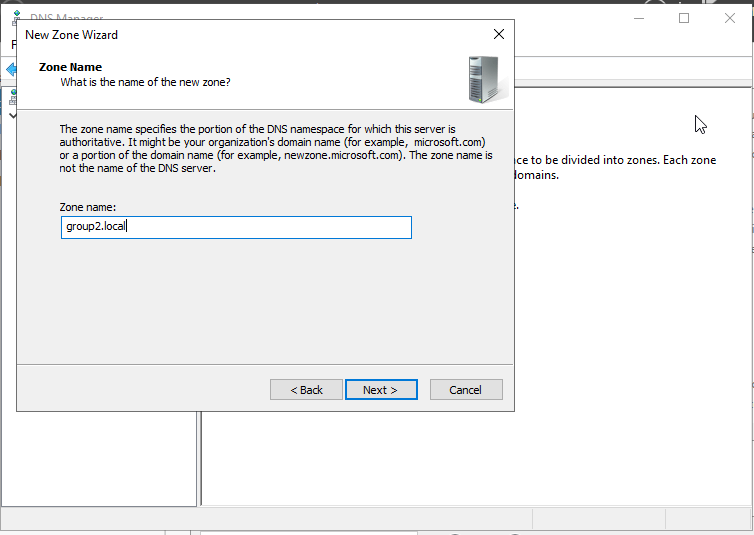 DNS Manager
New Zone Wizard
Zone Name
What is the name of the new zone?
The zone name specifies the portion of the DNS namespace for which this server is
authoritative. It might be your organization's domain name (for example, microsoft.com)
or a portion of the domain name (for example, newzone.microsoft.com). The zone name is
not the name of the DNS server.
nce to be divided into zones. Each zone
domains.
Zone name:
group2.local
< Back
Next >
Cancel